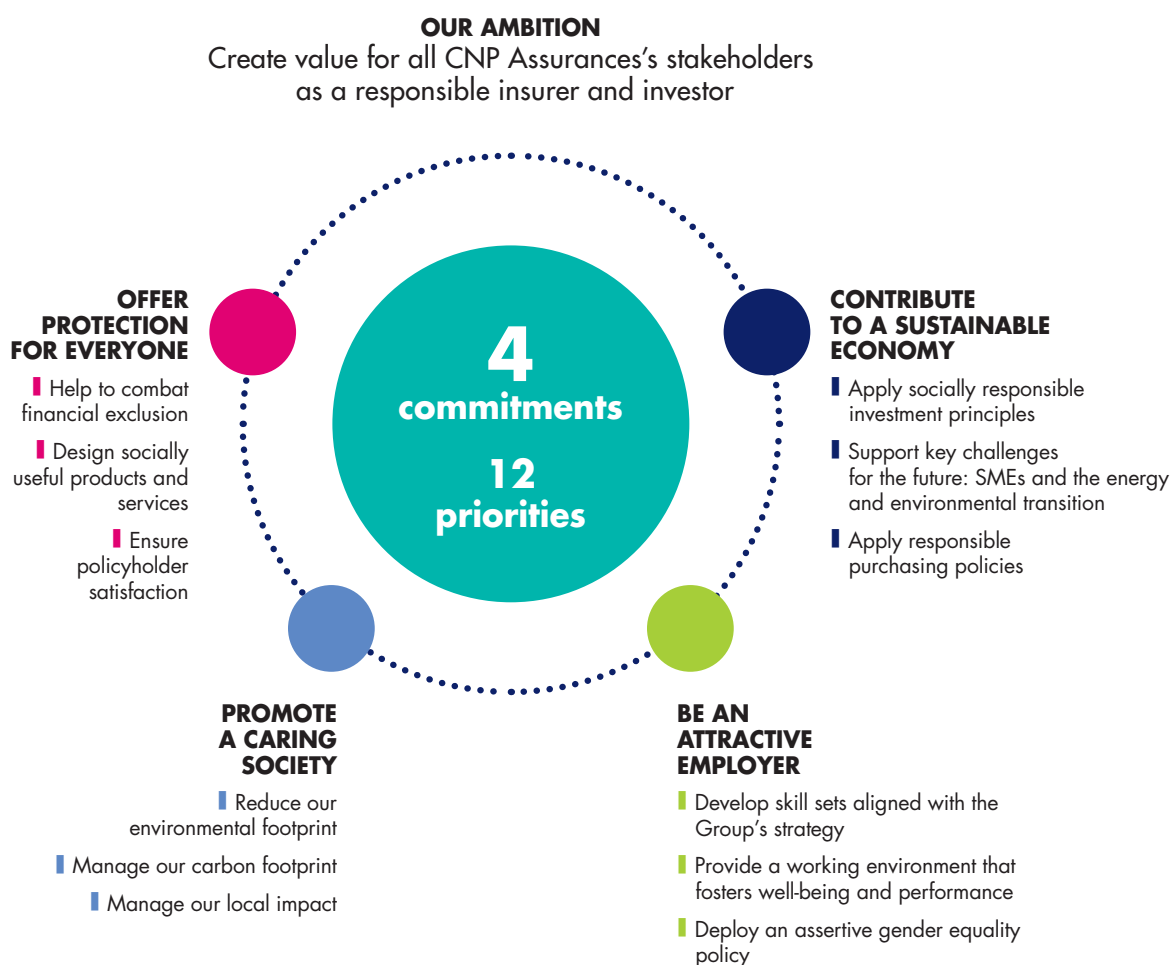 OUR AMBITION
Create value for all CNP Assurances's stakeholders
as a responsible insurer and investor
4
commitments
12
priorities
OFFER
PROTECTION
FOR EVERYONE
Help to combat
financial exclusion
Design socially
useful products and
services
Ensure
policyholder
satisfaction
CONTRIBUTE
TO A SUSTAINABLE
ECONOMY
Apply socially responsible
investment principles
Support key challenges
for the future: SMEs and the energy
and environmental transition
Apply responsible
purchasing policies
PROMOTE
A CARING
SOCIETY
Reduce our
environmental footprint
Manage our carbon footprint
Manage our local impact
BE AN
ATTRACTIVE
EMPLOYER
Develop skill sets aligned with the
Group's strategy
Provide a working environment that
fosters well-being and performance
Deploy an assertive gender equality
policy